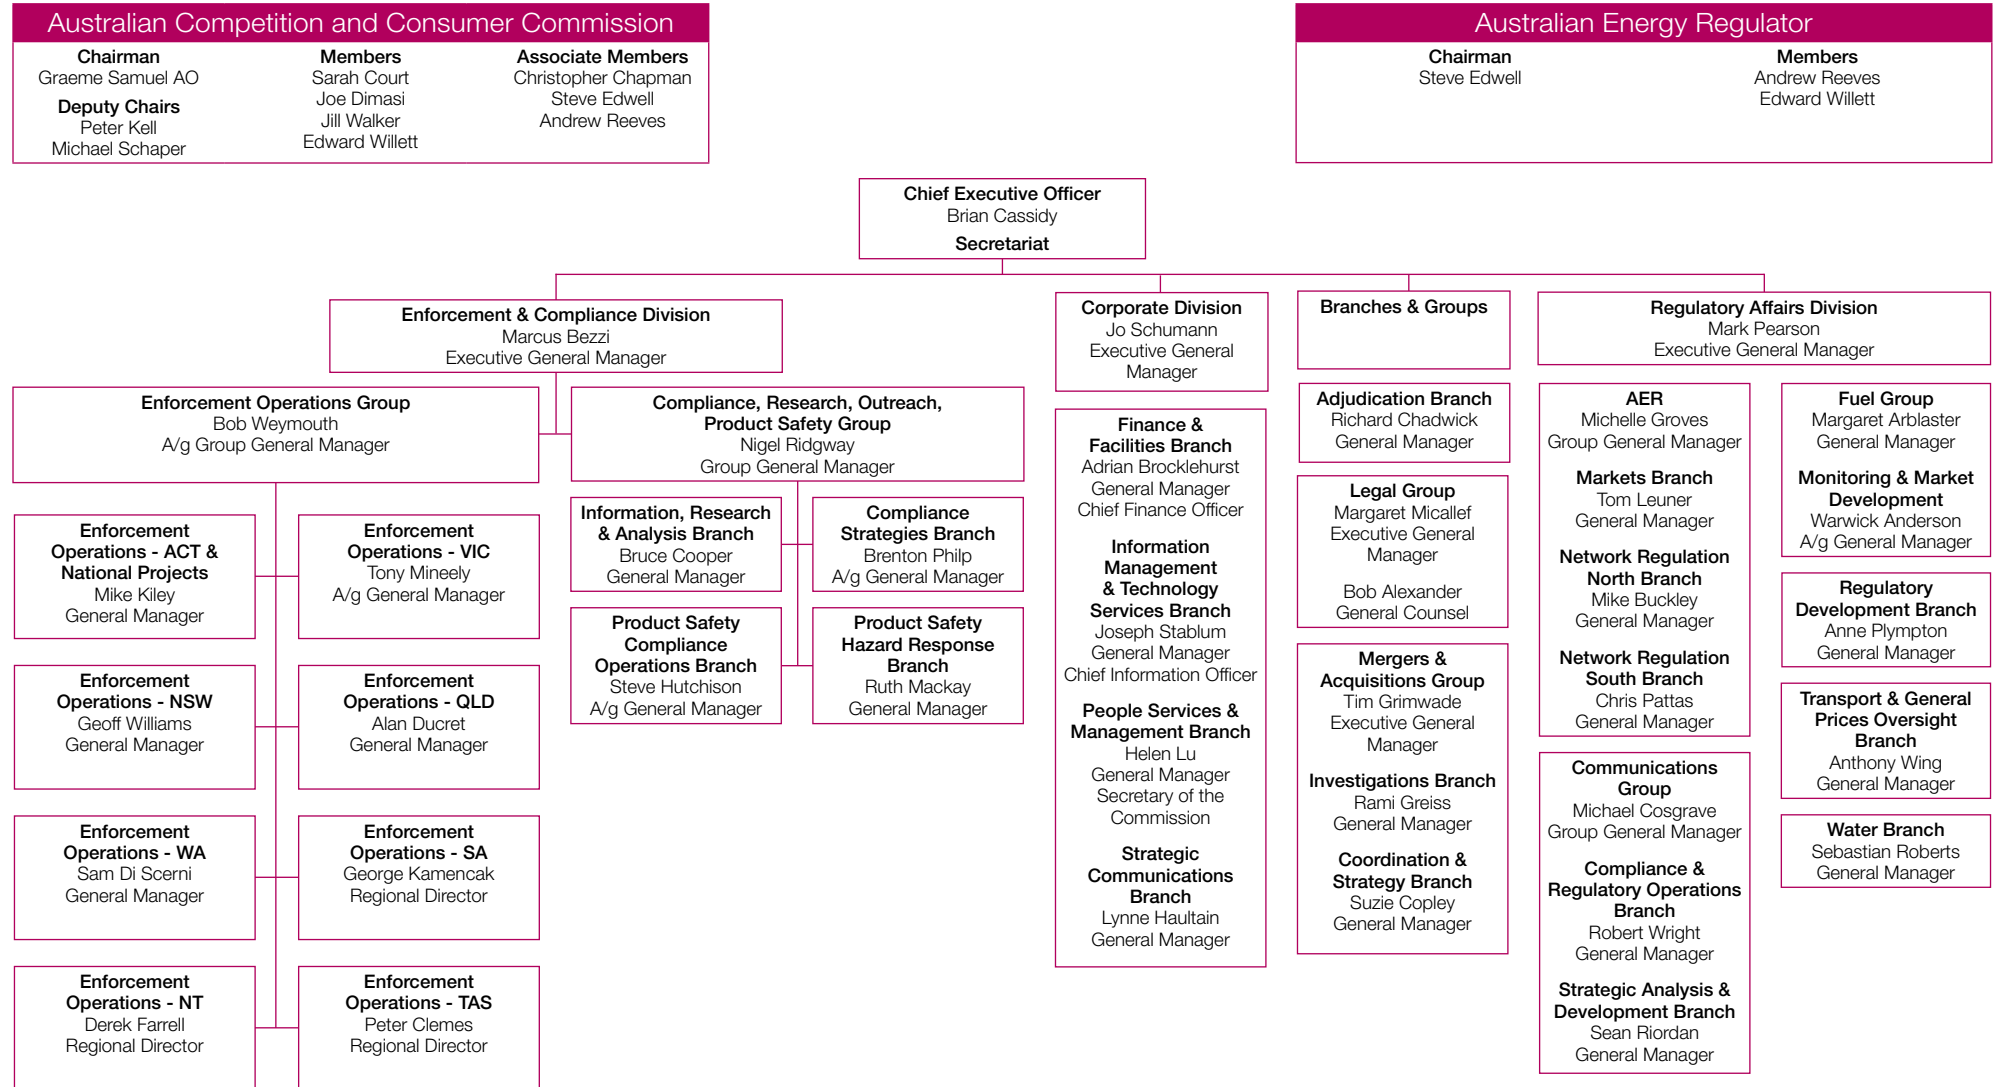 Australian Competition and Consumer Commission
Chairman
Graeme Samuel AO
Deputy Chairs
Peter Kell
Michael Schaper
Members
Sarah Court
Joe Dimasi
Jill Walker
Edward Willett
Associate Members
Christopher Chapman
Steve Edwell
Andrew Reeves
Australian Energy Regulator
Chairman
Steve Edwell
Members
Andrew Reeves
Edward Willett
Chief Executive Officer
Brian Cassidy
Secretariat
Enforcement & Compliance Division
Marcus Bezzi
Executive General Manager
Enforcement Operations Group
Bob Weymouth
A/g Group General Manager
Enforcement
Operations - ACT &
National Projects
Mike Kiley
General Manager
Enforcement
Operations - VIC
Tony Mineely
A/g General Manager
Enforcement
Operations - NSW
Geoff Williams
General Manager
Enforcement
Operations - QLD
Alan Ducret
General Manager
Enforcement
Operations - WA
Sam Di Scerni
General Manager
Enforcement
Operations - SA
George Kamencak
Regional Director
Enforcement
Operations - NT
Derek Farrell
Regional Director
Enforcement
Operations - TAS
Peter Clemes
Regional Director
Compliance, Research, Outreach,
Product Safety Group
Nigel Ridgway
Group General Manager
Information, Research
& Analysis Branch
Bruce Cooper
General Manager
Compliance
Strategies Branch
Brenton Philp
A/g General Manager
Product Safety
Compliance
Operations Branch
Steve Hutchison
A/g General Manager
Product Safety
Hazard Response
Branch
Ruth Mackay
General Manager
Corporate Division
Jo Schumann
Executive General
Manager
Finance &
Facilities Branch
Adrian Brocklehurst
General Manager
Chief Finance Officer
Information
Management
& Technology
Services Branch
Joseph Stablum
General Manager
Chief Information Officer
People Services &
Management Branch
Helen Lu
General Manager
Secretary of the
Commission
Strategic
Communications
Branch
Lynne Haultain
General Manager
Branches & Groups
Adjudication Branch
Richard Chadwick
General Manager
Legal Group
Margaret Micallef
Executive General
Manager
Bob Alexander
General Counsel
Mergers &
Acquisitions Group
Tim Grimwade
Executive General
Manager
Investigations Branch
Rami Greiss
General Manager
Coordination &
Strategy Branch
Suzie Copley
General Manager
Regulatory Affairs Division
Mark Pearson
Executive General Manager
AER
Michelle Groves
Group General Manager
Markets Branch
Tom Leuner
General Manager
Network Regulation
North Branch
Mike Buckley
General Manager
Network Regulation
South Branch
Chris Pattas
General Manager
Communications
Group
Michael Cosgrave
Group General Manager
Compliance &
Regulatory Operations
Branch
Robert Wright
General Manager
Strategic Analysis &
Development Branch
Sean Riordan
General Manager
Fuel Group
Margaret Arblaster
General Manager
Monitoring & Market
Development
Warwick Anderson
A/g General Manager
Regulatory
Development Branch
Anne Plympton
General Manager
Transport & General
Prices Oversight
Branch
Anthony Wing
General Manager
Water Branch
Sebastian Roberts
General Manager